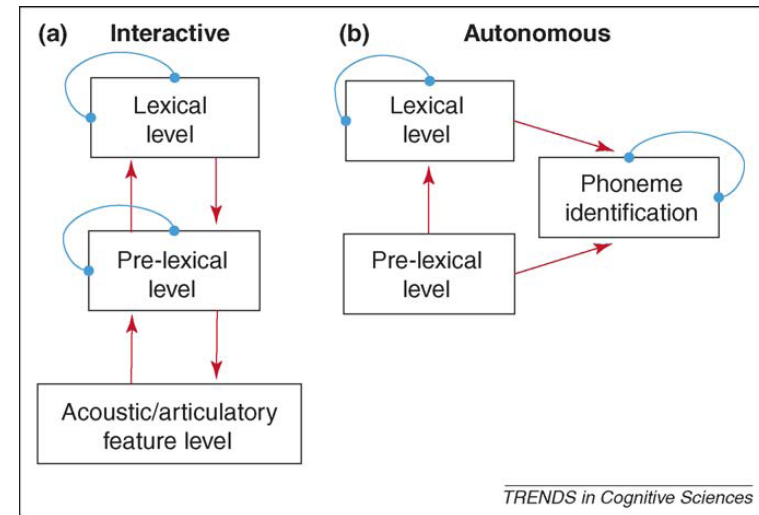 (a) Interactive
Lexical
level
Pre-lexical
level
Acoustic/articulatory
feature level
(b) Autonomous
Lexical
level
Phoneme
identification
Pre-lexical
level
TRENDS in Cognitive Sciences